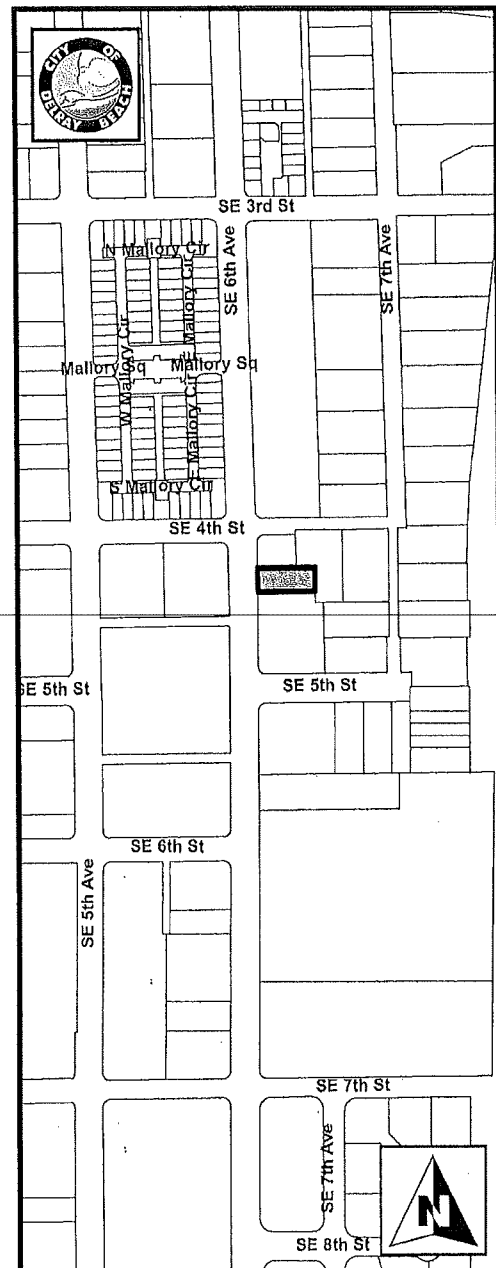 CITY OF DELRAY BEACH
SE 3rd St
N Mallory Cir
SE 6th Ave
SE 7th Ave
W Mallory Cir
E Mallory Cir
Mallory Sq
Mallory Sq
E Mallory Cir
S Mallory Cir
SE 4th St
SE 5th St
SE 5th St
SE 6th St
SE 5th Ave
SE 7th St
SE 7th Ave
N
SE 8th St